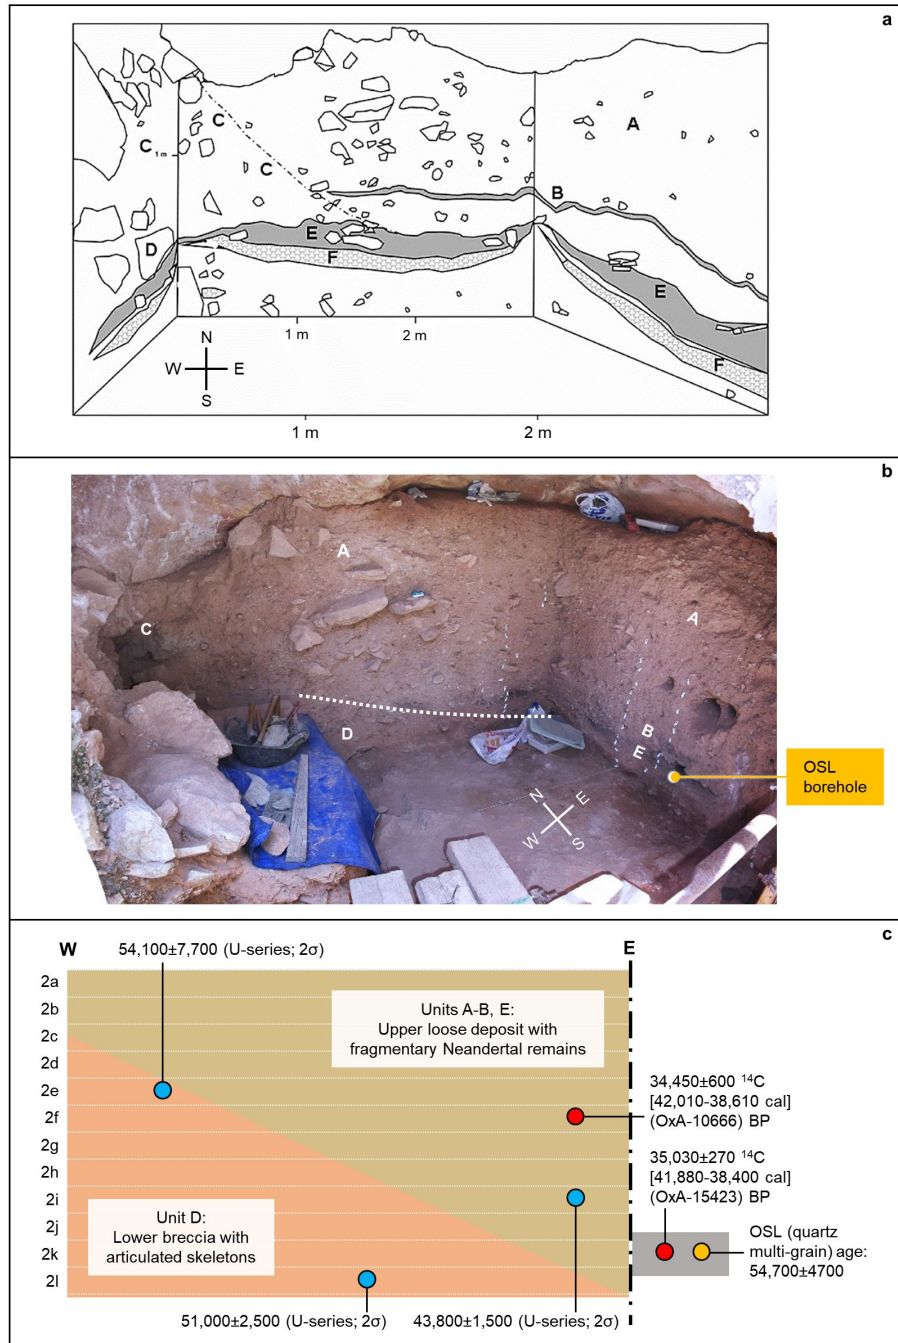 a
C
C
C 1 m
A
B
D
E
F
E
F
1 m
2 m
N
W E
S
1 m
2 m
b
A
C
A
D
B
E
N
E
W
S
OSL
borehole
c
W
54,100±7,700 (U-series; 2σ)
E
2a
2b
2c
2d
2e
2f
2g
2h
2i
2j
2k
2l
Units A-B, E:
Upper loose deposit with
fragmentary Neandertal remains
34,450±600 ¹⁴C
[42,010-38,610 cal]
(OxA-10666) BP
35,030±270 ¹⁴C
[41,880-38,400 cal]
(OxA-15423) BP
Unit D:
Lower breccia with
articulated skeletons
OSL (quartz
multi-grain) age:
54,700±4700
51,000±2,500 (U-series; 2σ)
43,800±1,500 (U-series; 2σ)